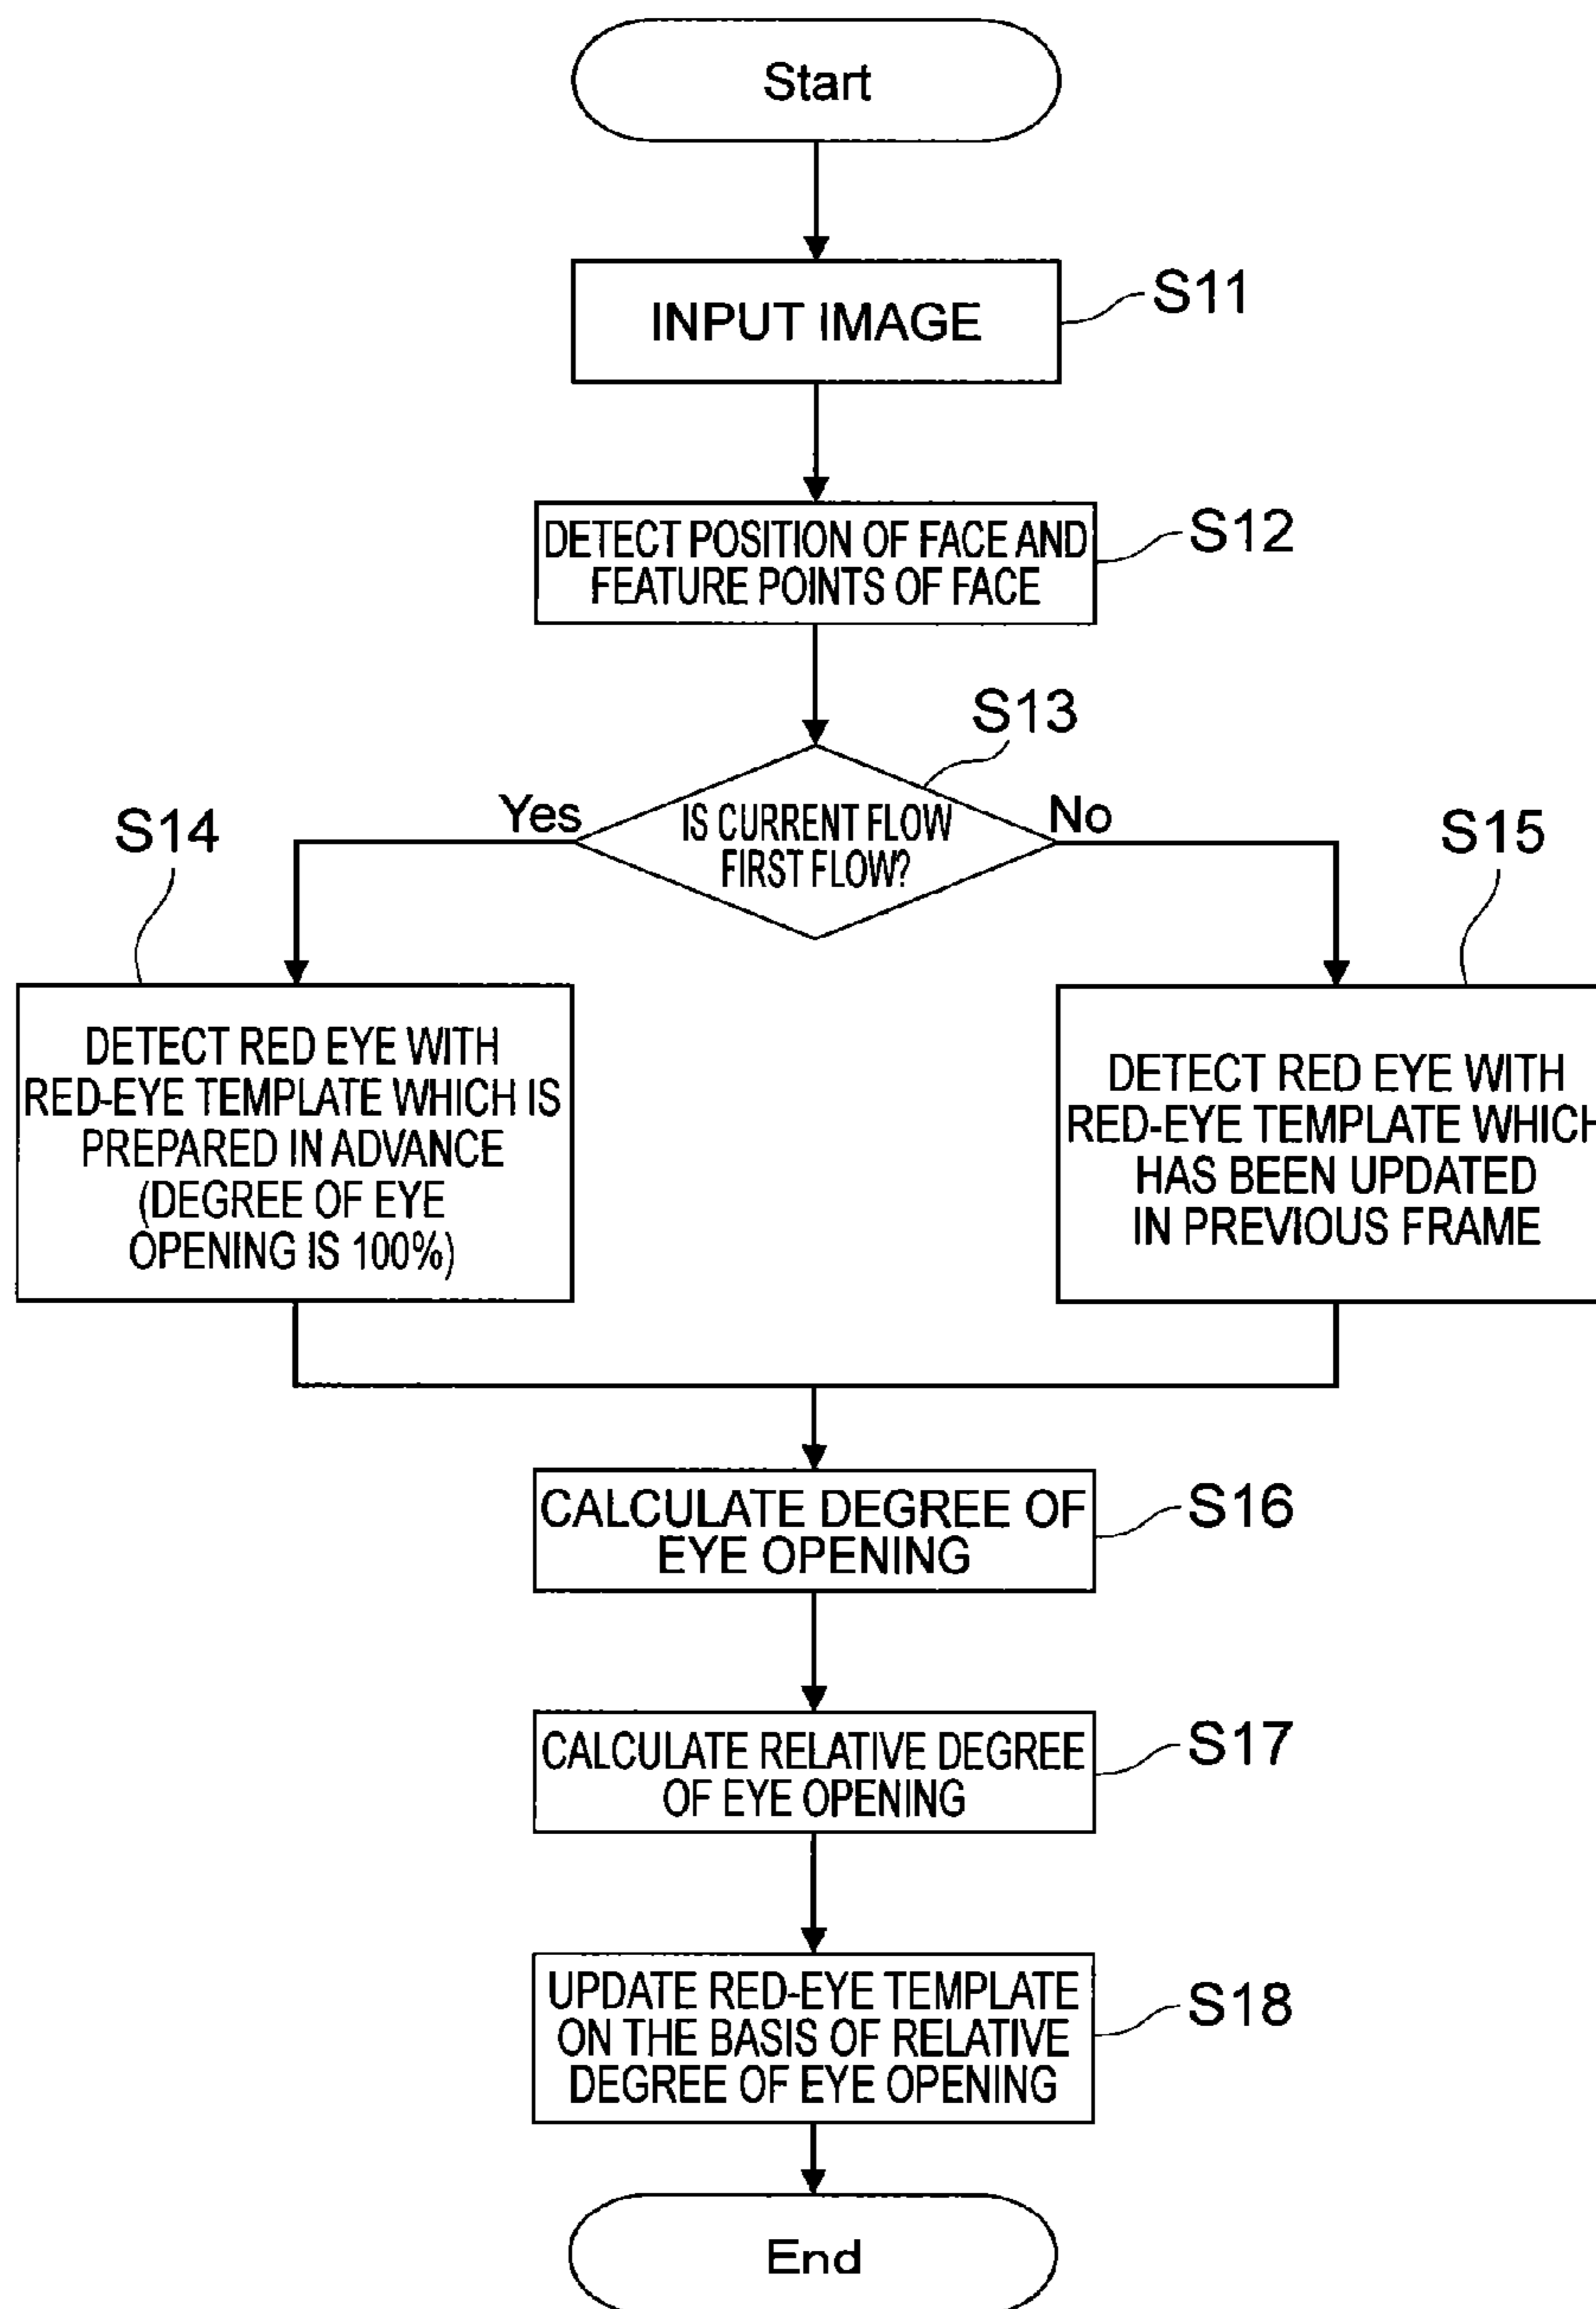 Start
INPUT IMAGE
S11
DETECT POSITION OF FACE AND
FEATURE POINTS OF FACE
S12
S13
IS CURRENT FLOW
FIRST FLOW?
Yes
No
S14
DETECT RED EYE WITH
RED-EYE TEMPLATE WHICH IS
PREPARED IN ADVANCE
(DEGREE OF EYE
OPENING IS 100%)
S15
DETECT RED EYE WITH
RED-EYE TEMPLATE WHICH
HAS BEEN UPDATED
IN PREVIOUS FRAME
CALCULATE DEGREE OF
EYE OPENING
S16
CALCULATE RELATIVE DEGREE
OF EYE OPENING
S17
UPDATE RED-EYE TEMPLATE
ON THE BASIS OF RELATIVE
DEGREE OF EYE OPENING
S18
End